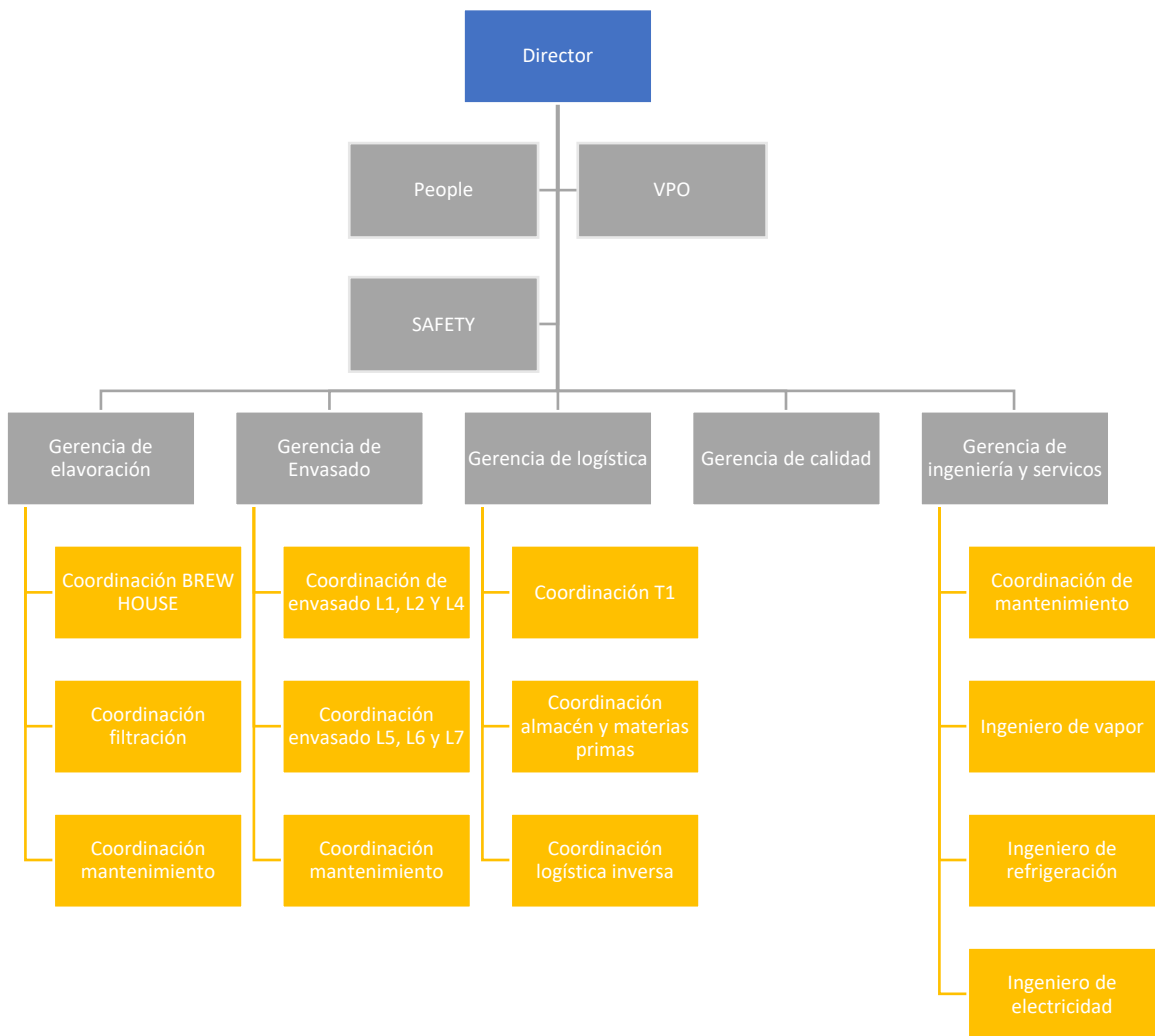 Director
People
VPO
SAFETY
Gerencia de
elavoración
Gerencia de
Envasado
Gerencia de logística
Gerencia de calidad
Gerencia de
ingeniería y servicos
Coordinación BREW
HOUSE
Coordinación de
envasado L1, L2 Y L4
Coordinación T1
Coordinación de
mantenimiento
Coordinación
filtración
Coordinación
envasado L5, L6 y L7
Coordinación
almacén y materias
primas
Ingeniero de vapor
Coordinación
mantenimiento
Coordinación
mantenimiento
Coordinación
logística inversa
Ingeniero de
refrigeración
Ingeniero de
electricidad